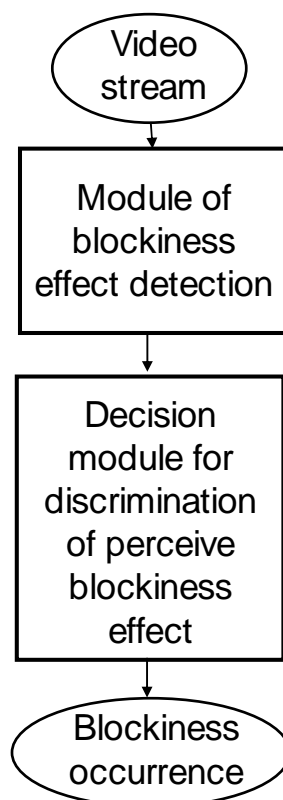 Video
stream
Module of
blockiness
effect detection
Decision
module for
discrimination
of perceive
blockiness
effect
Blockiness
occurrence